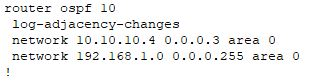 router ospf 10
 log-adjacency-changes
 network 10.10.10.4 0.0.0.3 area 0
 network 192.168.1.0 0.0.0.255 area 0
!